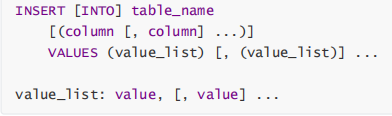 INSERT [INTO] table_name
[(column [, column] ...)]
VALUES (value_list) [, (value_list)] ...
value_list: value, [, value] ...